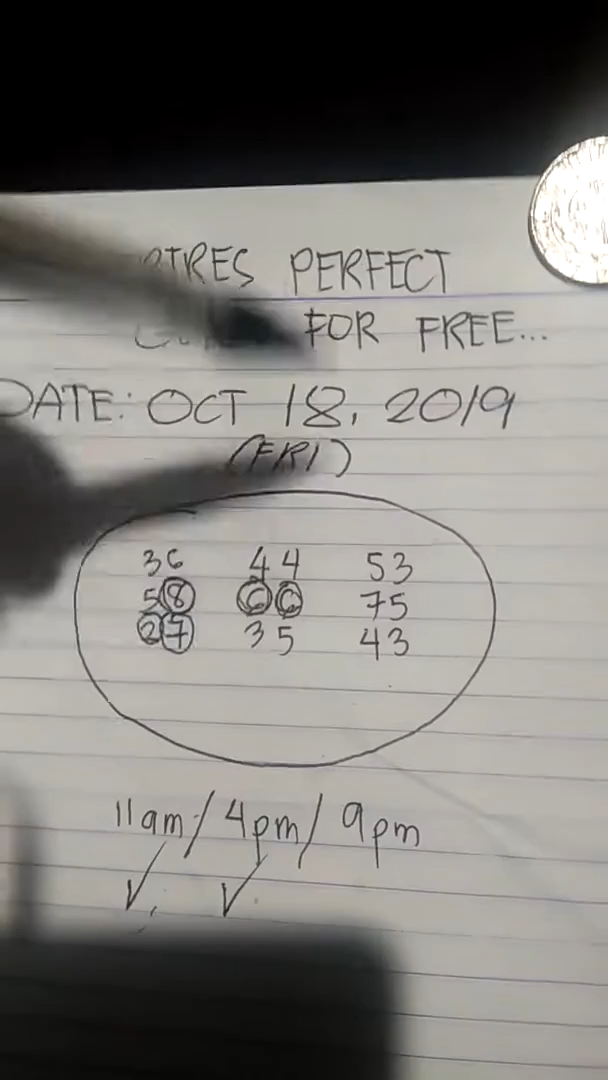 PERFECT
FOR FREE...
DATE: OCT 18, 2019
(FRI)
36 44 53
58 66 75
27 35 43
11am/4pm/9pm